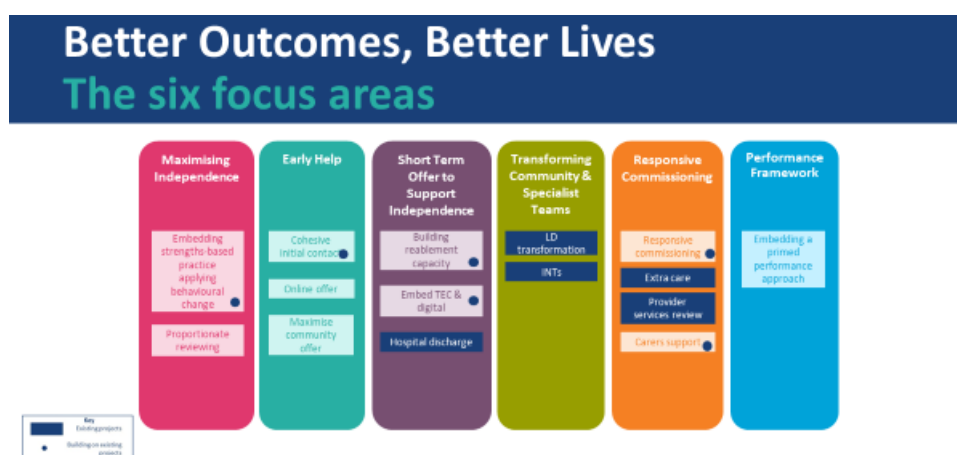 Better Outcomes, Better Lives
The six focus areas
Maximising
Independence
Embedding
strengths-based
practice
applying
behavioural
change
Proportionate
reviewing
Early Help
Cohesive
initial contact
Online offer
Maximise
community
offer
Short Term
Offer to
Support
Independence
Building
reablement
capacity
Embed TEC &
digital
Hospital discharge
Transforming
Community &
Specialist
Teams
LD
transformation
INTs
Responsive
Commissioning
Responsive
commissioning
Extra care
Provider
services review
Carers support
Performance
Framework
Embedding a
primed
performance
approach
Key
Existing projects
Building on existing
projects